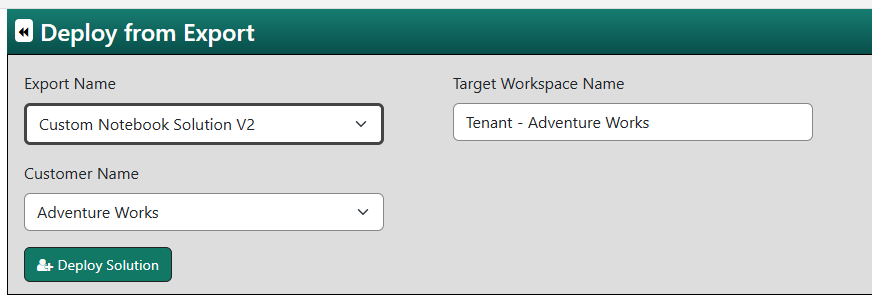 Deploy from Export
Export Name
Target Workspace Name
Custom Notebook Solution V2
Tenant - Adventure Works
Customer Name
Adventure Works
Deploy Solution